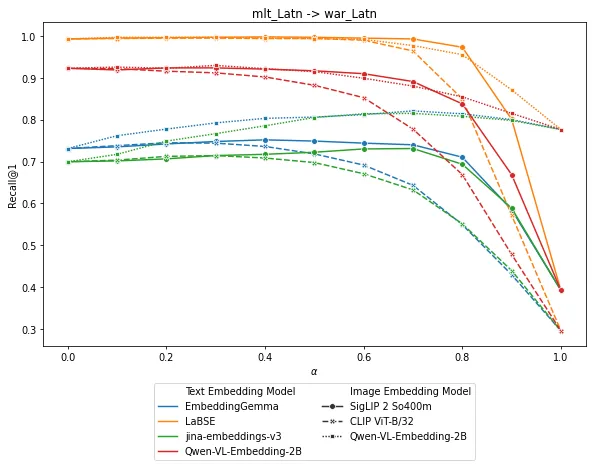 mlt_Latn -> war_Latn
1.0
0.9
0.8
0.7
0.6
0.5
0.4
0.3
Recall@1
0.0 0.2 0.4 0.6 0.8 1.0
α
Text Embedding Model Image Embedding Model
EmbeddingGemma SigLIP 2 So400m
LaBSE CLIP ViT-B/32
jina-embeddings-v3 Qwen-VL-Embedding-2B
Qwen-VL-Embedding-2B